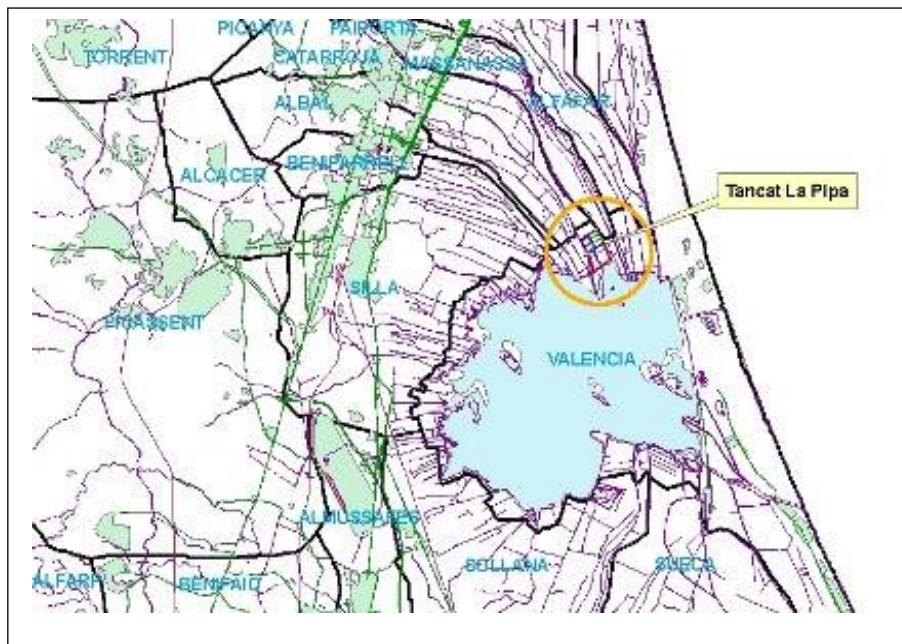 PICANYA
PAIPORTA
TORRENT
CATARROJA
MASSANASSA
ALBAL
ALFAFAR
BENIPARRELL
ALCACER
Tancat La Pipa
SILLA
PICASSENT
VALENCIA
ALMUSSAFES
SOLLANA
SUECA
ALFARP
BENIFAIO